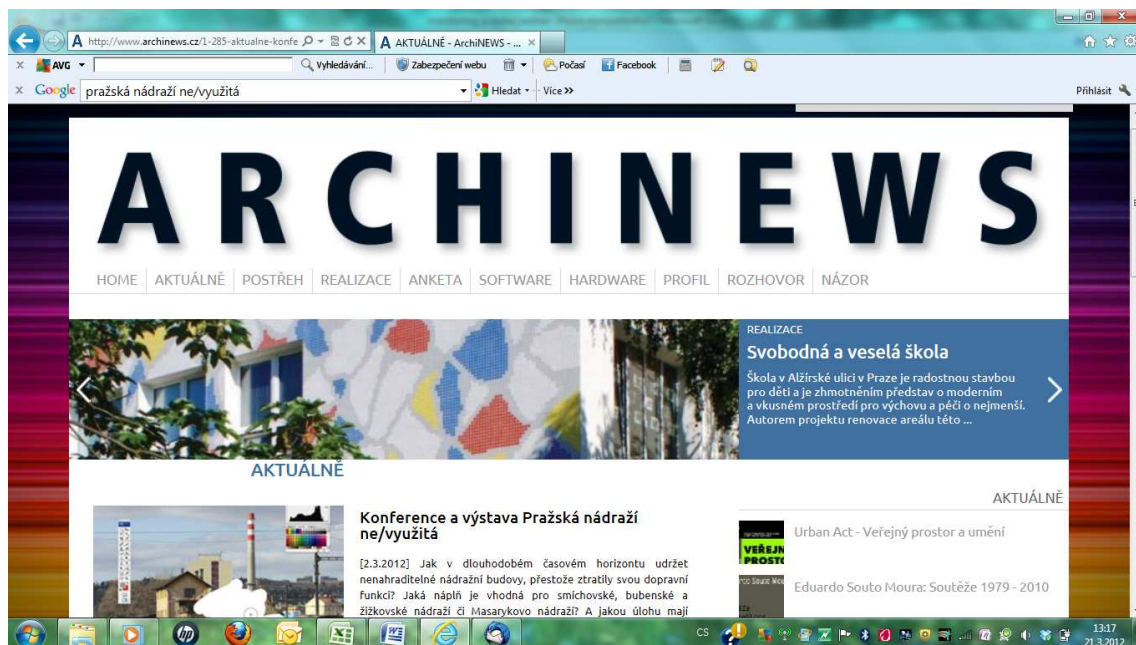 http://www.archinews.cz/1-285-aktualne-konfe
AKTUÁLNĚ - ArchiNEWS - ...
AVG
Vyhledávání...
Zabezpečení webu
Počasí
Facebook
Google
pražská nádraží ne/využitá
Hledat
Více >>
Přihlásit
ARCHINEWS
HOME AKTUÁLNĚ POSTŘEH REALIZACE ANKETA SOFTWARE HARDWARE PROFIL ROZHOVOR NÁZOR
REALIZACE
Svobodná a veselá škola
Škola v Alžírské ulici v Praze je radostnou stavbou
pro děti a je zhmotněním představ o moderním
a vkusném prostředí pro výchovu a péči o nejmenší.
Autorem projektu renovace areálu této ...
AKTUÁLNĚ
Konference a výstava Pražská nádraží
ne/využitá
[2.3.2012] Jak v dlouhodobém časovém horizontu udržet
nenahraditelné nádražní budovy, přestože ztratily svou dopravní
funkci? Jaká náplň je vhodná pro smíchovské, bubenské a
žižkovské nádraží či Masarykovo nádraží? A jakou úlohu mají
AKTUÁLNĚ
VEŘEJN
PROSTO
Urban Act - Veřejný prostor a umění
Eduardo Souto Moura: Soutěže 1979 - 2010
hp
CS
13:17
21.3.2012